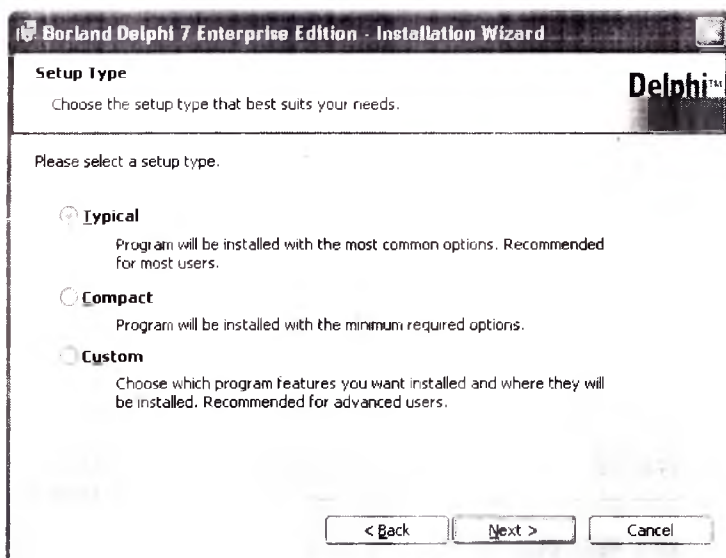 Borland Delphi 7 Enterprise Edition - Installation Wizard
Setup Type
Choose the setup type that best suits your needs.
Delphi™
Please select a setup type.
Typical
Program will be installed with the most common options. Recommended
for most users.
Compact
Program will be installed with the minimum required options.
Custom
Choose which program features you want installed and where they will
be installed. Recommended for advanced users.
< Back
Next >
Cancel